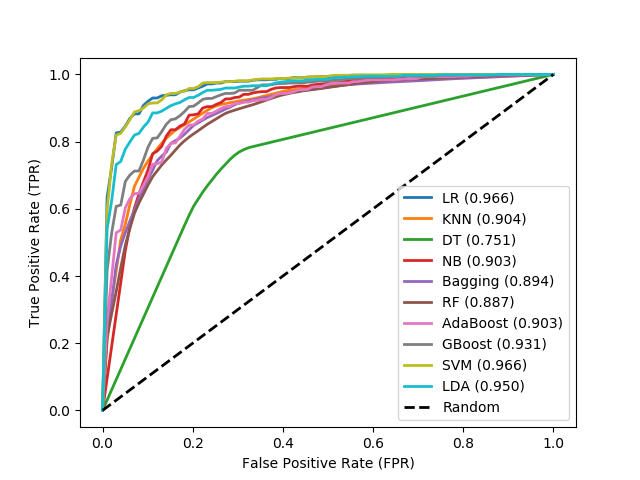 1.0
0.8
0.6
0.4
0.2
0.0
True Positive Rate (TPR)
LR (0.966)
KNN (0.904)
DT (0.751)
NB (0.903)
Bagging (0.894)
RF (0.887)
AdaBoost (0.903)
GBoost (0.931)
SVM (0.966)
LDA (0.950)
Random
0.0 0.2 0.4 0.6 0.8 1.0
False Positive Rate (FPR)